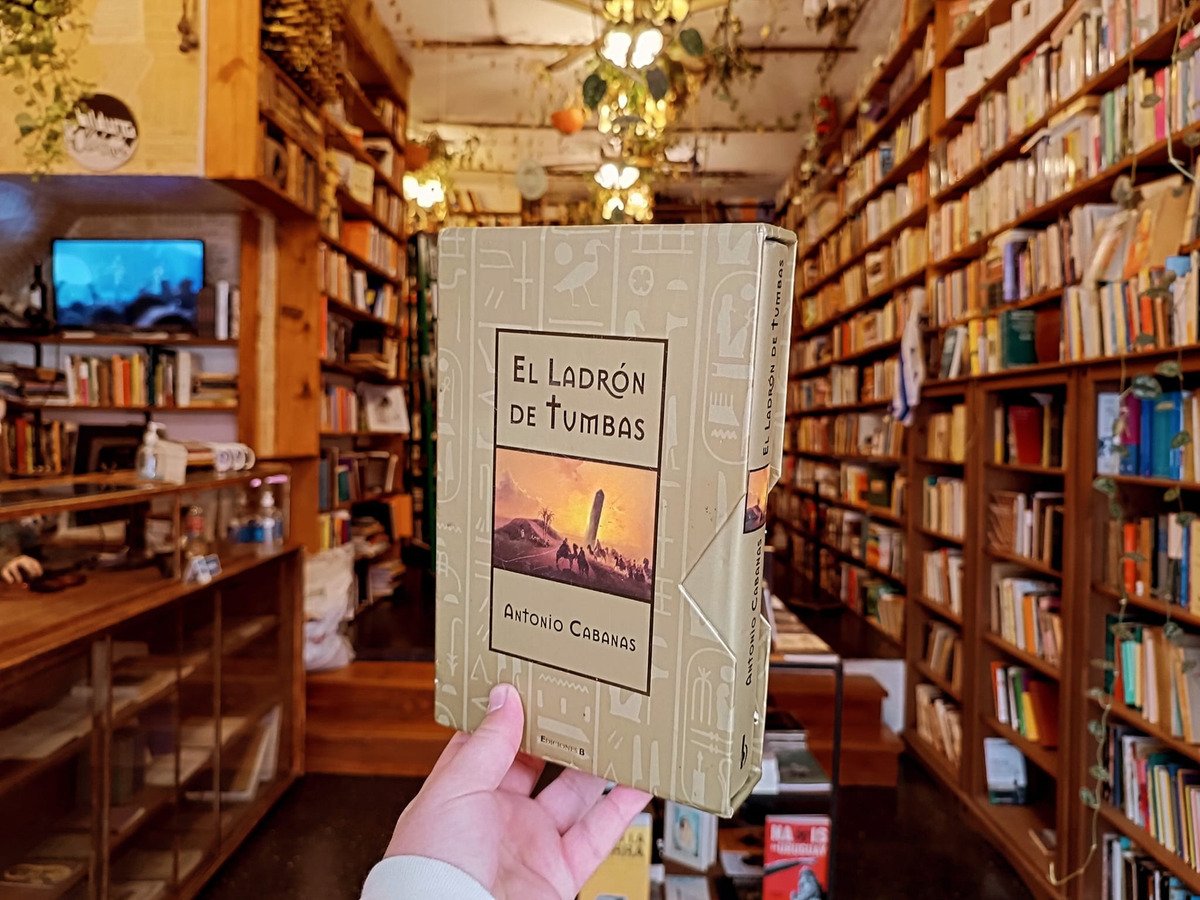 EL LADRÓN
DE TUMBAS
ANTONIO CABANAS
EDICIONES B
EL LADRÓN DE TUMBAS
ANTONIO CABANAS